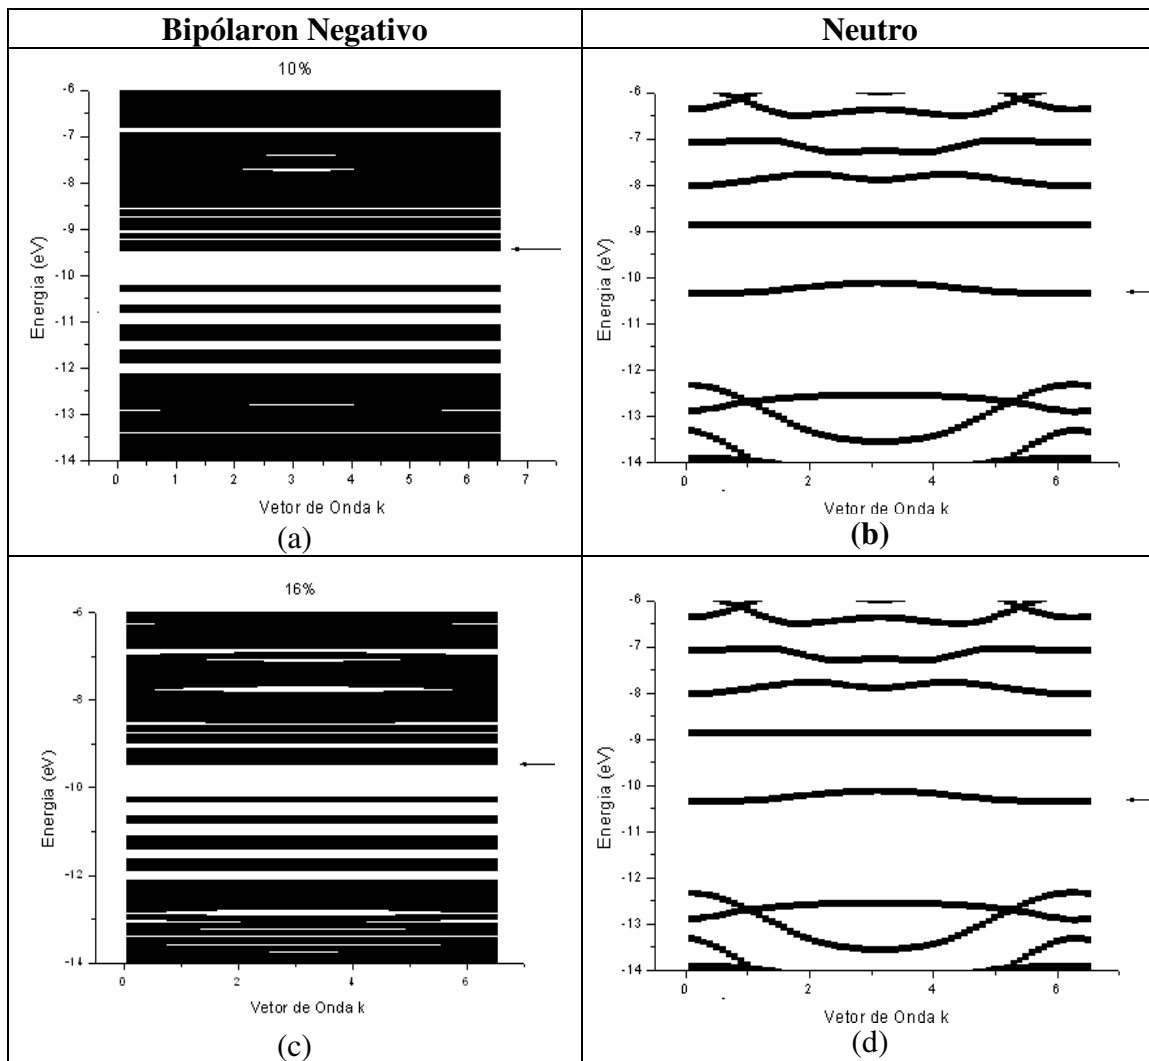 Bipólaron Negativo
Neutro
10%
-6
-7
-8
-9
-10
-11
-12
-13
-14
Energia (eV)
0 1 2 3 4 5 6 7
Vetor de Onda k
(a)
-6
-7
-8
-9
-10
-11
-12
-13
-14
Energia (eV)
0 2 4 6
Vetor de Onda k
(b)
16%
-6
-8
-10
-12
-14
Energia (eV)
0 2 4 6
Vetor de Onda k
(c)
-6
-7
-8
-9
-10
-11
-12
-13
-14
Energia (eV)
0 2 4 6
Vetor de Onda k
(d)